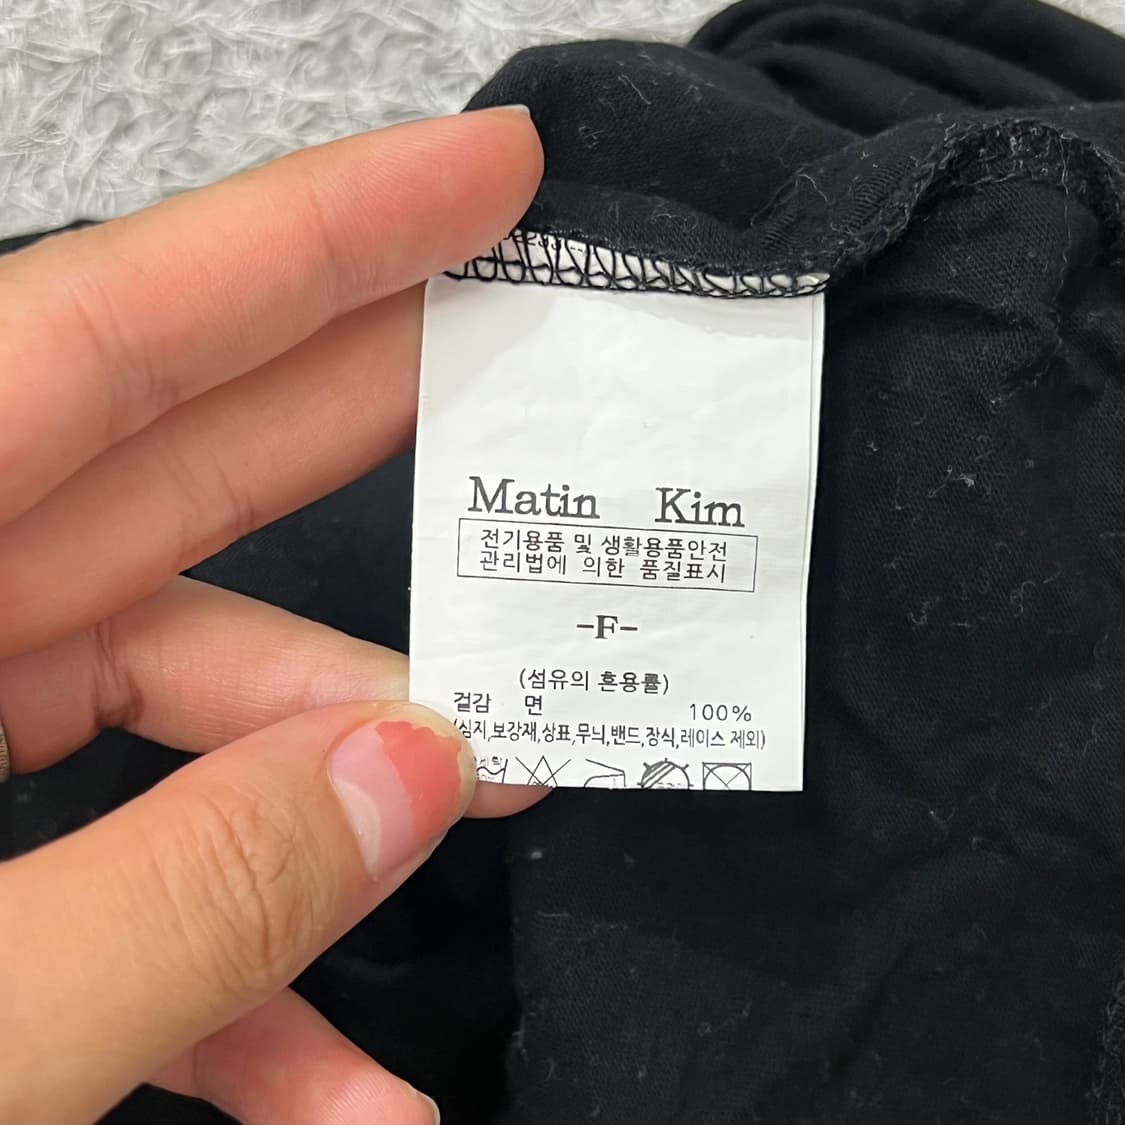 Matin Kim
전기용품 및 생활용품안전
관리법에 의한 품질표시
-F-
(섬유의 혼용률)
겉감 면 100%
(심지,보강재,상표,무늬,밴드,장식,레이스 제외)